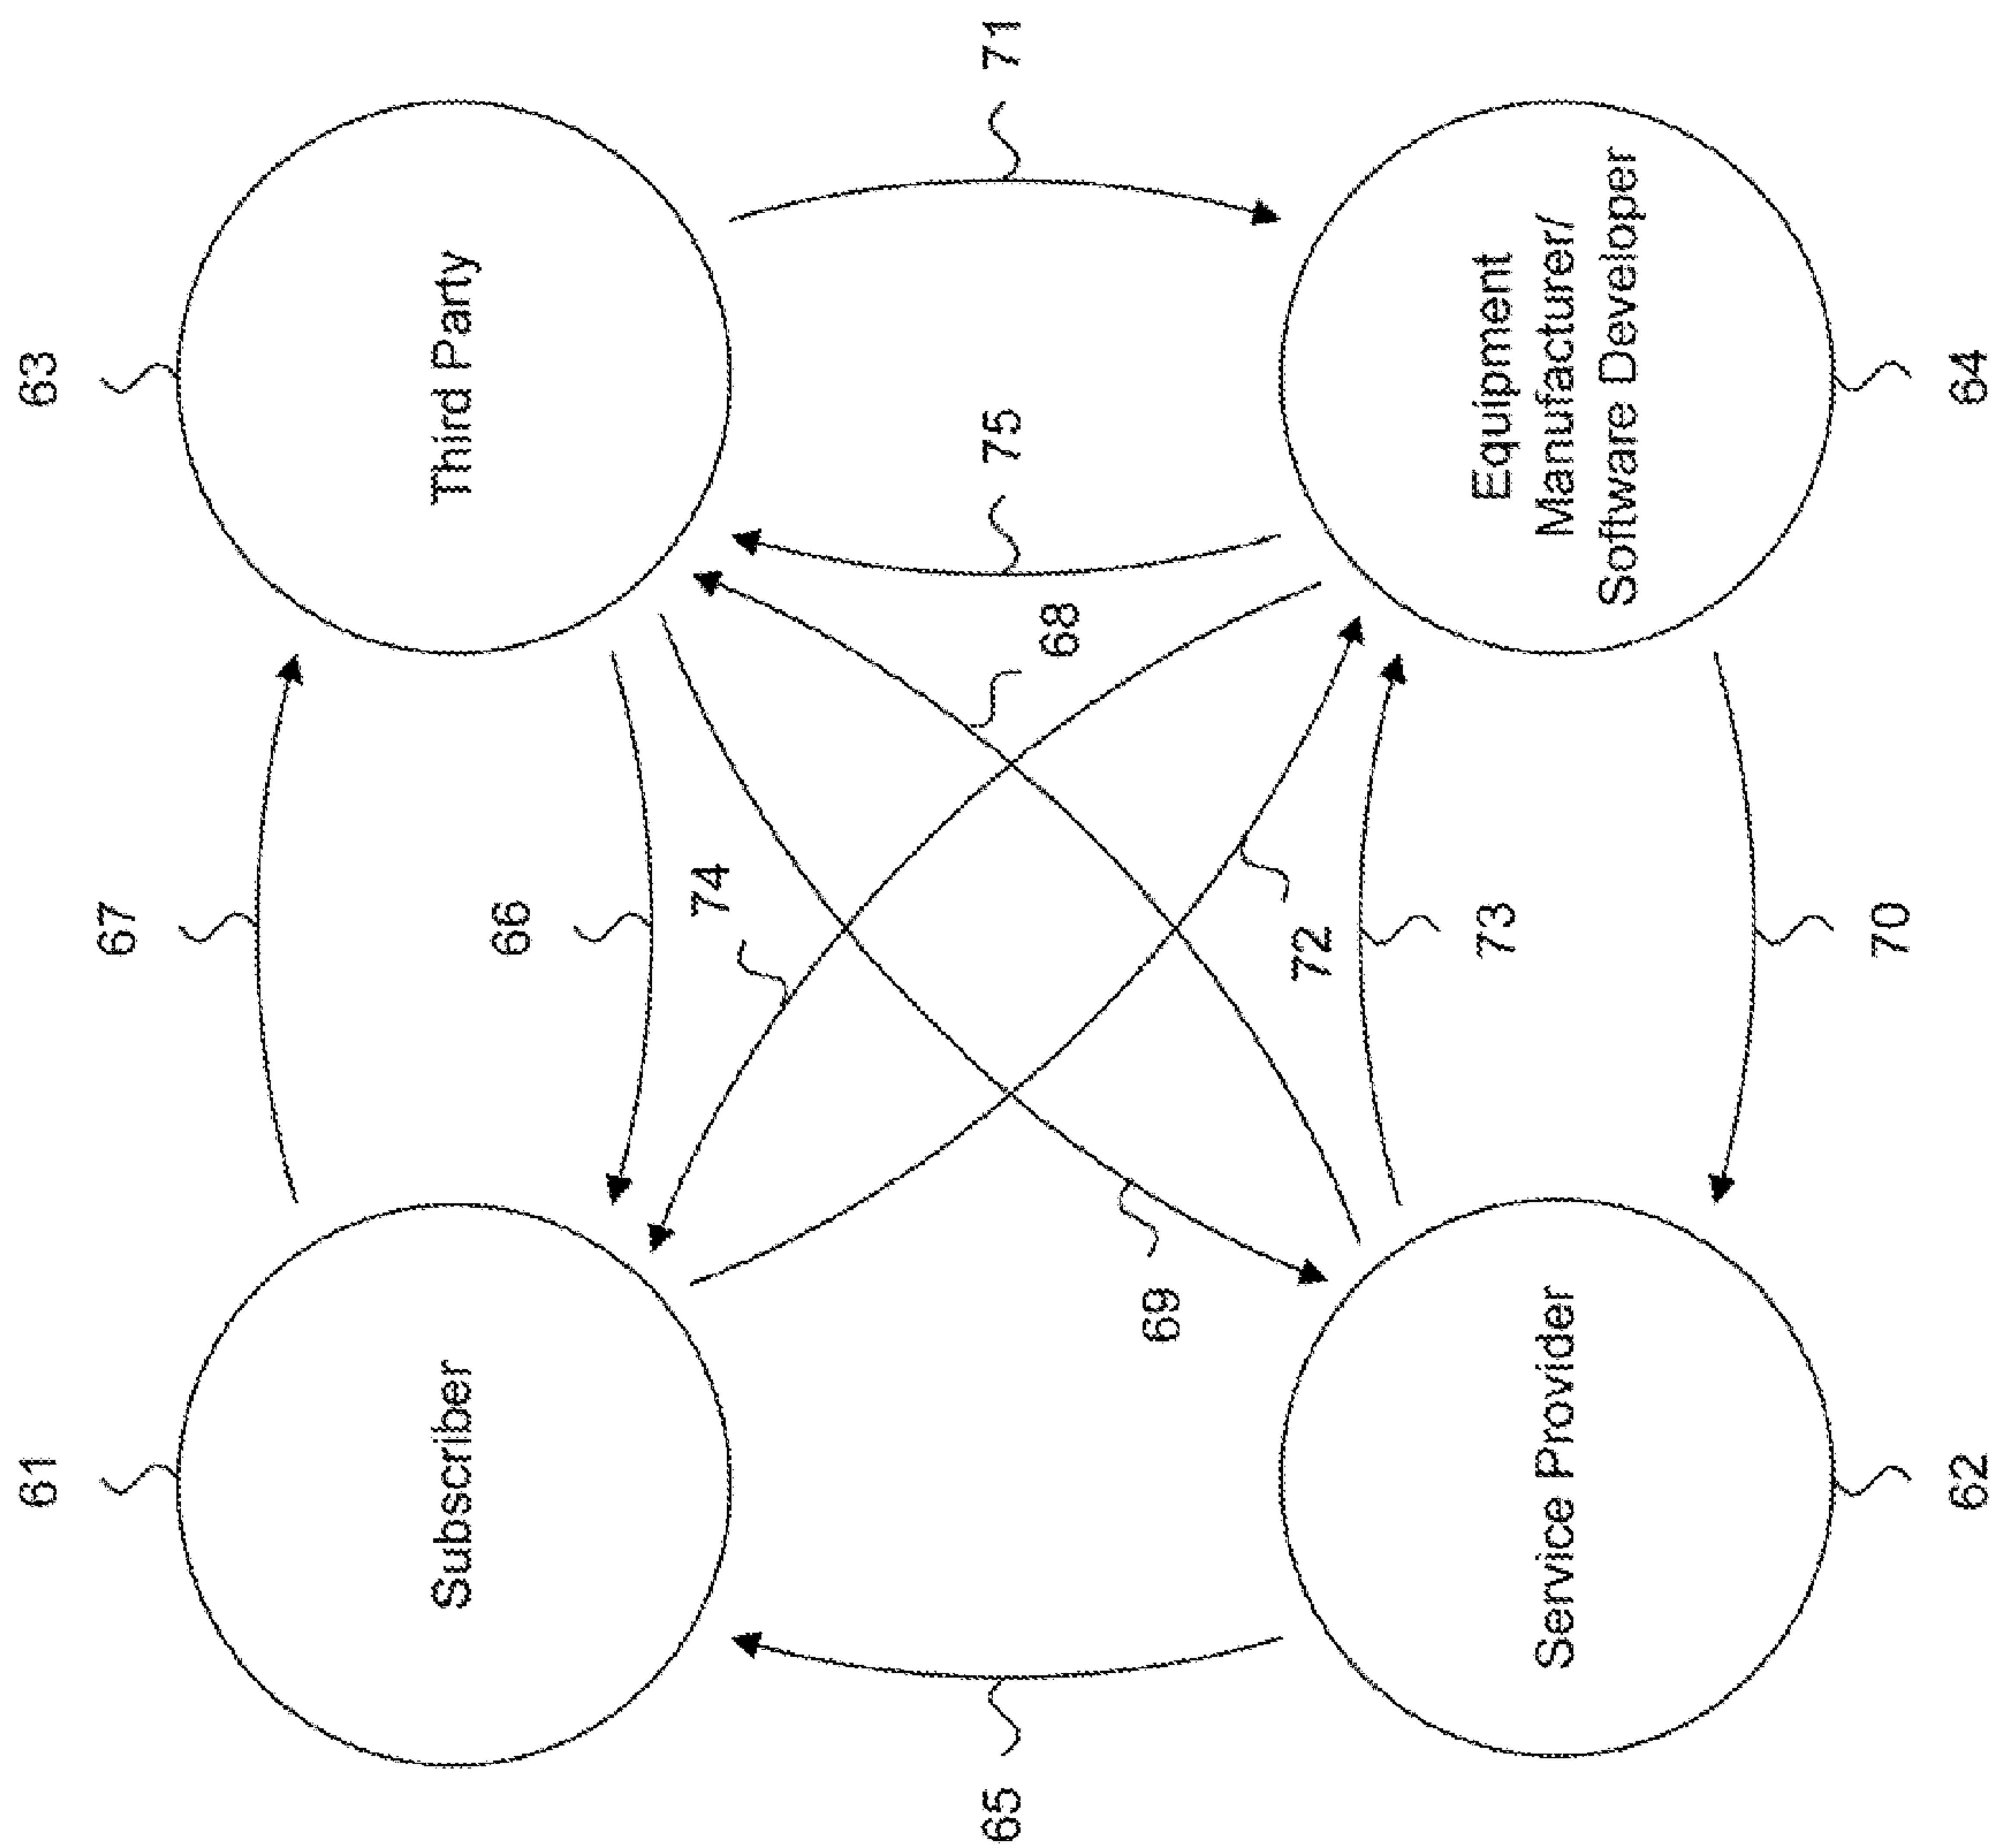 61
63
67
Subscriber
Third Party
66
74
65
75
71
68
69
72
73
Service Provider
Equipment
Manufacturer/
Software Developer
70
62
64